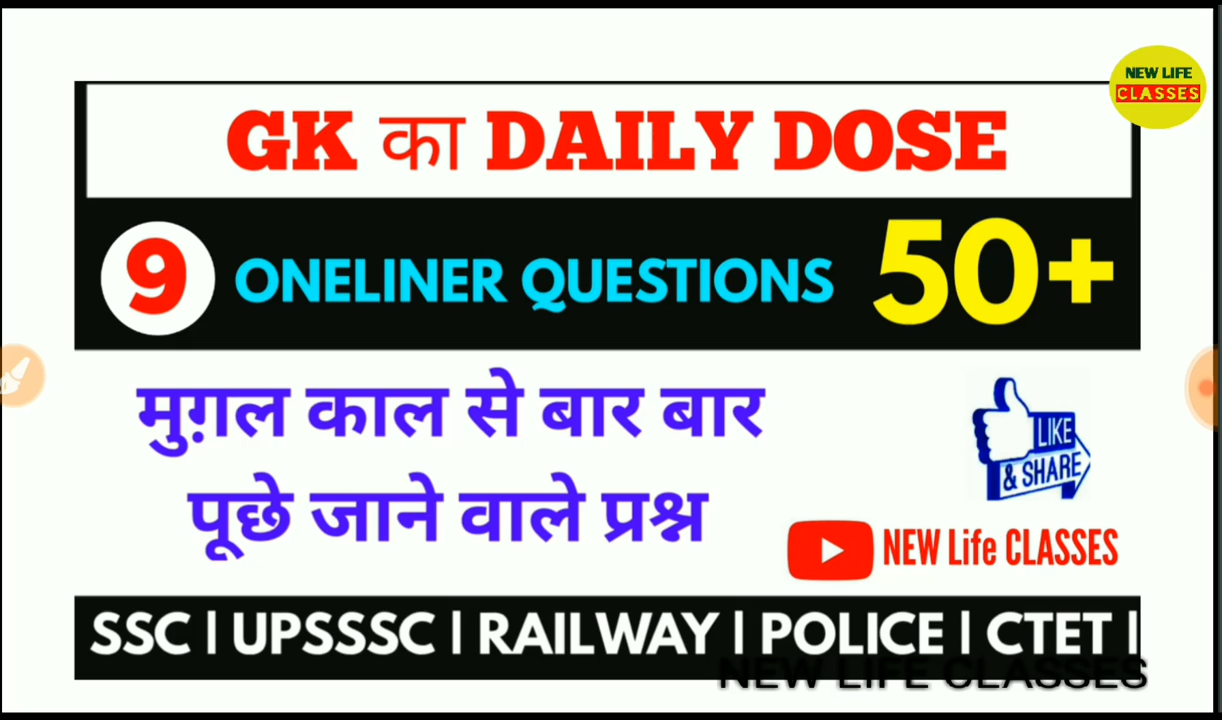 NEW LIFE
CLASSES
GK का DAILY DOSE
9 ONELINER QUESTIONS 50+
मुग़ल काल से बार बार
पूछे जाने वाले प्रश्न
LIKE
& SHARE
NEW Life CLASSES
SSC | UPSSSC | RAILWAY | POLICE | CTET |
NEW LIFE CLASSES